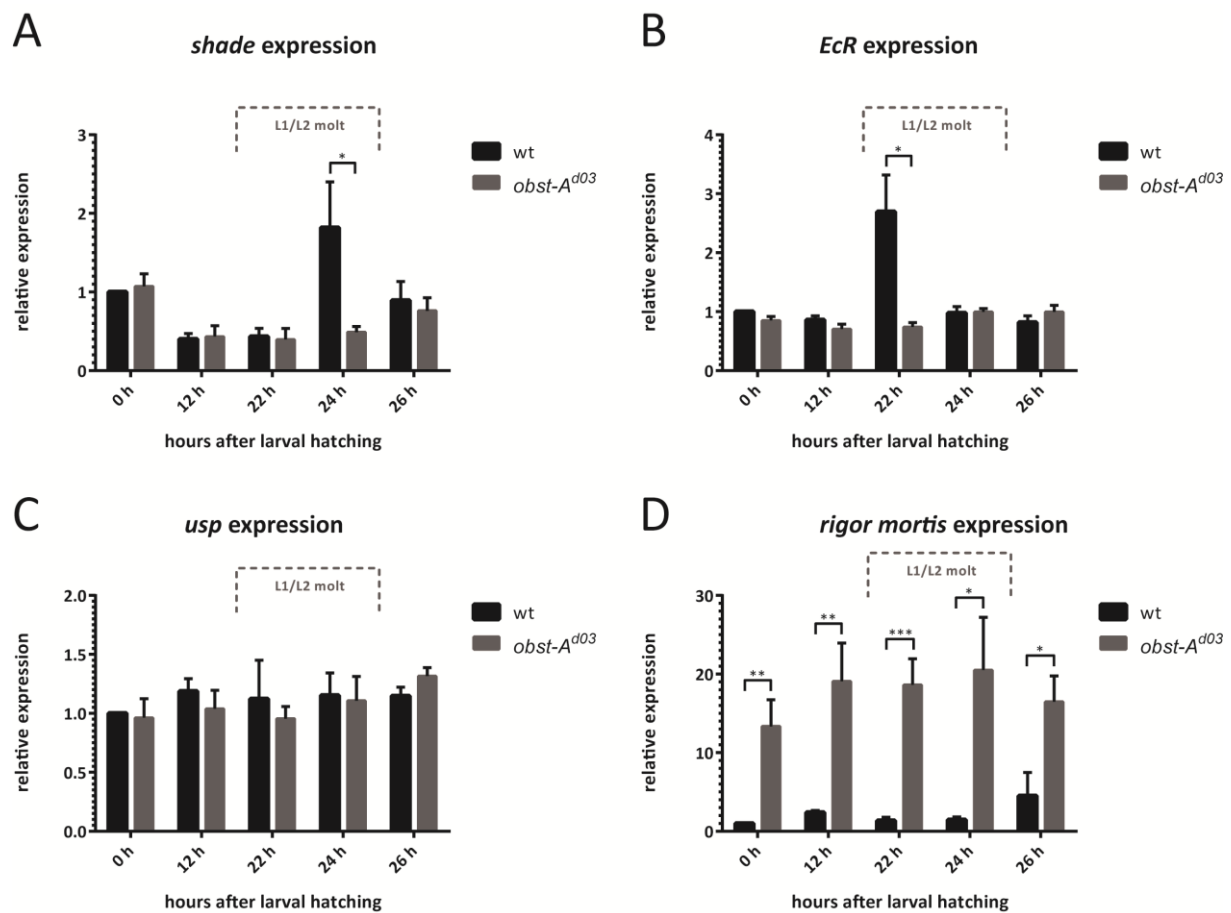 A
shade expression
L1/L2 molt
3
2
1
0
relative expression
*
0 h
12 h
22 h
24 h
26 h
hours after larval hatching
wt
obst-A^d03
B
EcR expression
L1/L2 molt
4
3
2
1
0
relative expression
*
0 h
12 h
22 h
24 h
26 h
hours after larval hatching
wt
obst-A^d03
C
usp expression
L1/L2 molt
2.0
1.5
1.0
0.5
0.0
relative expression
0 h
12 h
22 h
24 h
26 h
hours after larval hatching
wt
obst-A^d03
D
rigor mortis expression
L1/L2 molt
30
20
10
0
relative expression
**
**
***
*
*
0 h
12 h
22 h
24 h
26 h
hours after larval hatching
wt
obst-A^d03